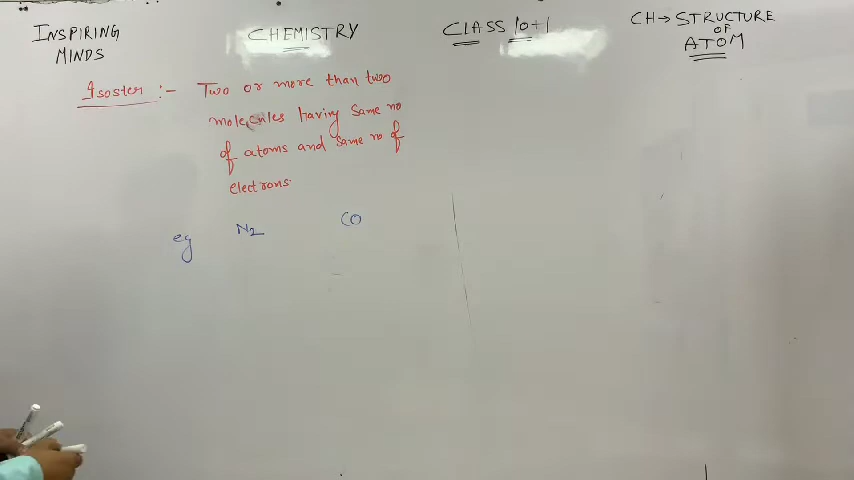 INSPIRING
MINDS
CHEMISTRY
CLASS 10+1
CH→ STRUCTURE
OF
ATOM
Isoster :- Two or more than two
molecules having same no
of atoms and same no of
electrons.
eg N2 CO